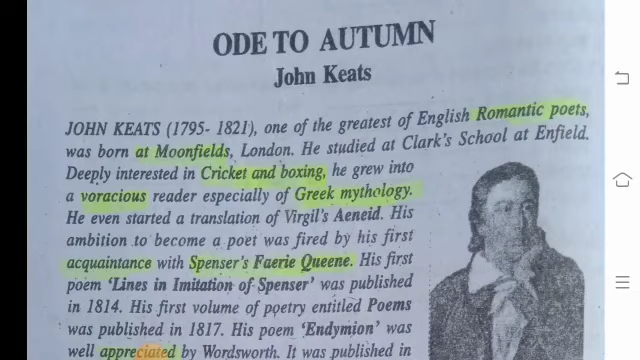 ODE TO AUTUMN
John Keats
JOHN KEATS (1795- 1821), one of the greatest of English Romantic poets,
was born at Moonfields, London. He studied at Clark's School at Enfield.
Deeply interested in Cricket and boxing, he grew into
a voracious reader especially of Greek mythology.
He even started a translation of Virgil's Aeneid. His
ambition to become a poet was fired by his first
acquaintance with Spenser's Faerie Queene. His first
poem 'Lines in Imitation of Spenser' was published
in 1814. His first volume of poetry entitled Poems
was published in 1817. His poem 'Endymion' was
well appreciated by Wordsworth. It was published in